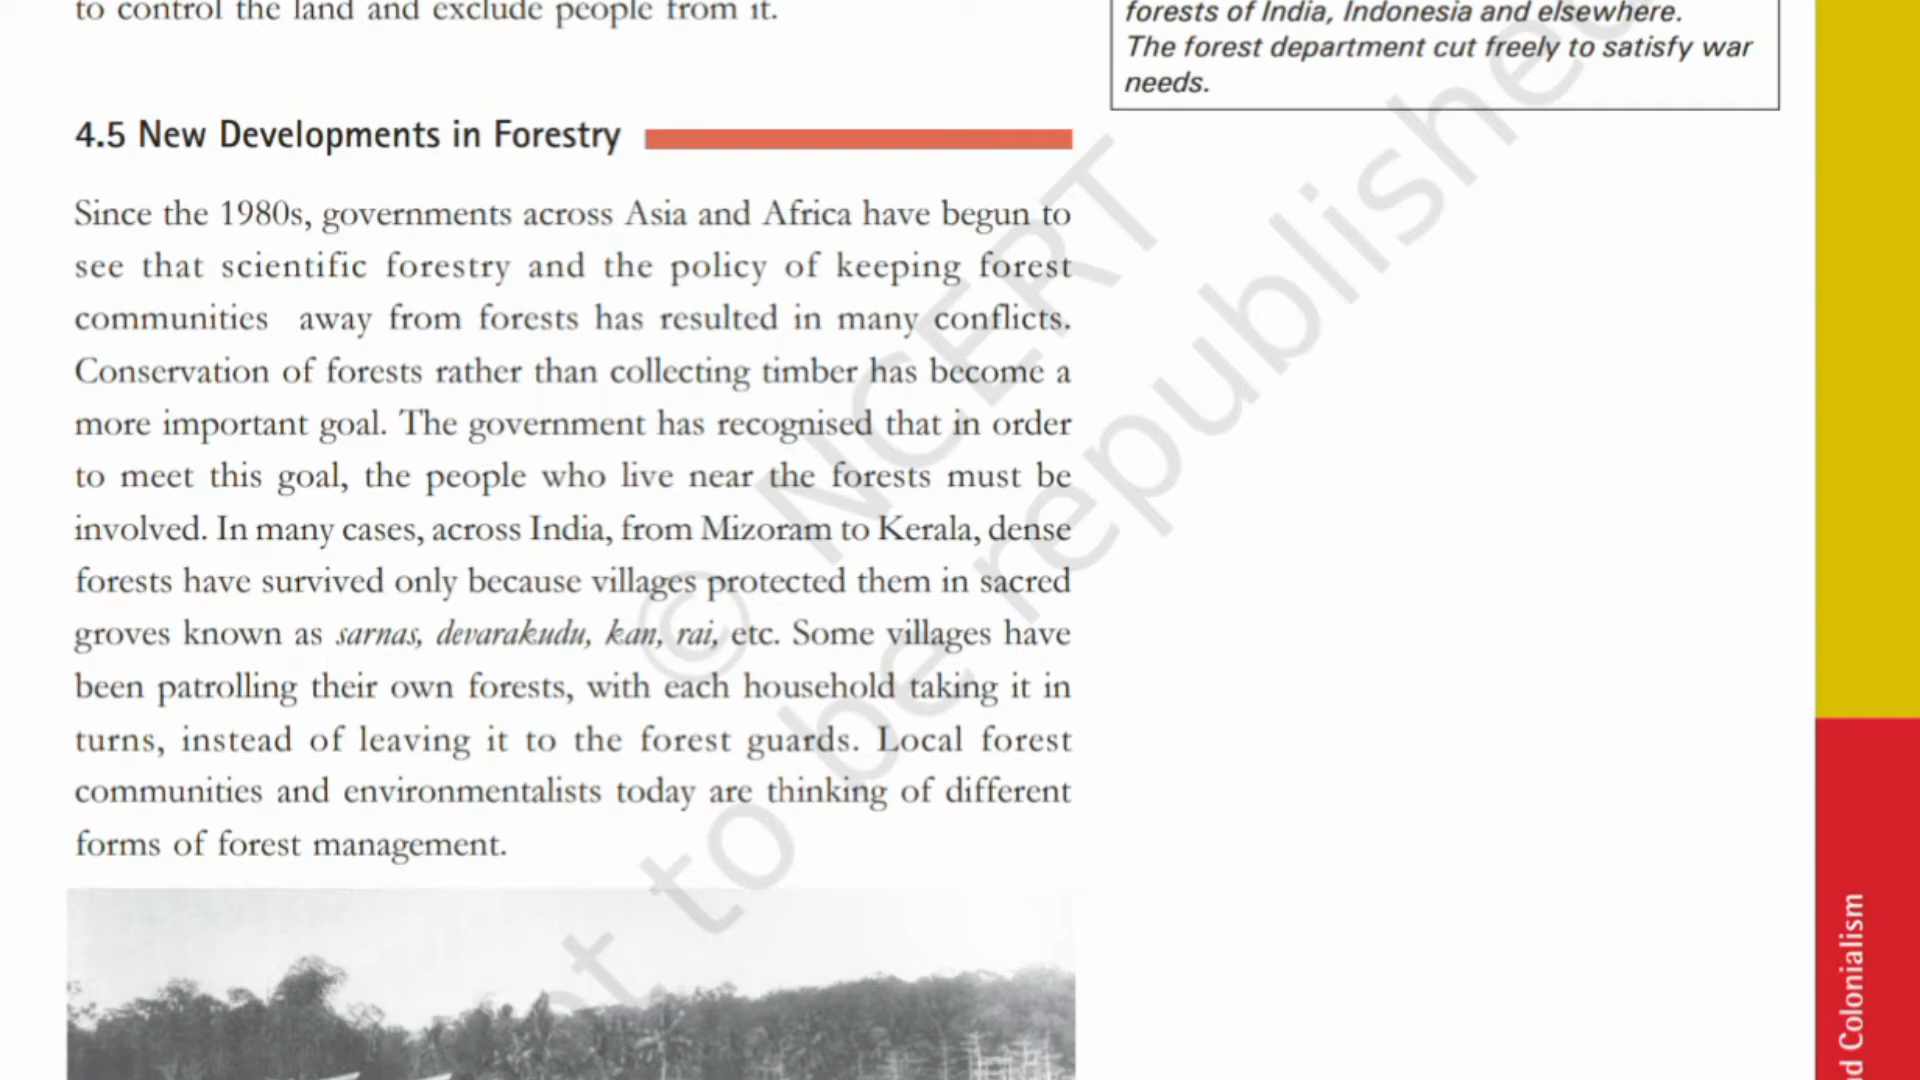 to control the land and exclude people from it.
forests of India, Indonesia and elsewhere.
The forest department cut freely to satisfy war
needs.
4.5 New Developments in Forestry
Since the 1980s, governments across Asia and Africa have begun to
see that scientific forestry and the policy of keeping forest
communities away from forests has resulted in many conflicts.
Conservation of forests rather than collecting timber has become a
more important goal. The government has recognised that in order
to meet this goal, the people who live near the forests must be
involved. In many cases, across India, from Mizoram to Kerala, dense
forests have survived only because villages protected them in sacred
groves known as sarnas, devarakudu, kan, rai, etc. Some villages have
been patrolling their own forests, with each household taking it in
turns, instead of leaving it to the forest guards. Local forest
communities and environmentalists today are thinking of different
forms of forest management.
© NCERT
to be republished
Colonialism